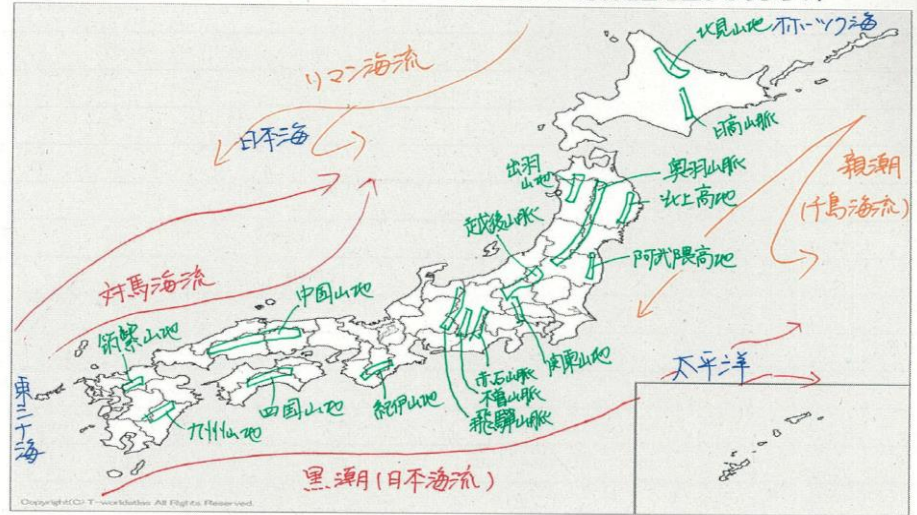 北見山地
オホーツク海
リマン海流
日高山脈
日本海
出羽
山地
奥羽山脈
親潮
(千島海流)
北上高地
越後山脈
阿武隈高地
対馬海流
中国山地
筑紫山地
関東山地
太平洋
赤石山脈
木曽山脈
飛騨山脈
紀伊山地
四国山地
九州山地
東シナ海
黒潮(日本海流)
Copyright(C) T-worldatlas All Rights Reserved